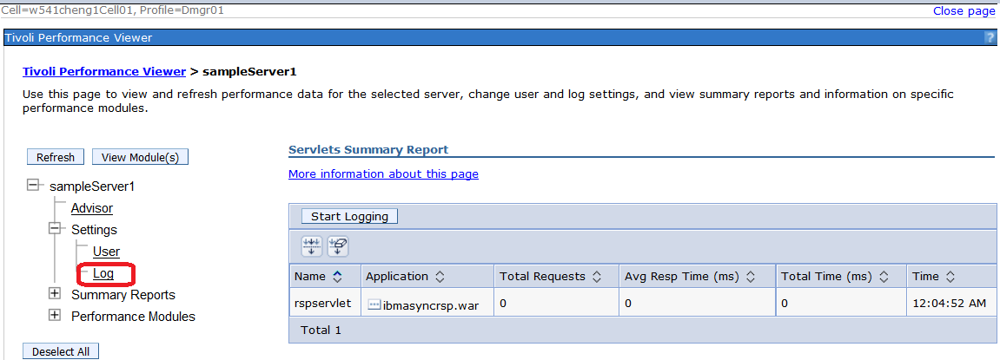 Cell=w541cheng1Cell01, Profile=Dmgr01
Close page
Tivoli Performance Viewer
?
Tivoli Performance Viewer > sampleServer1
Use this page to view and refresh performance data for the selected server, change user and log settings, and view summary reports and information on specific
performance modules.
Refresh
View Module(s)
sampleServer1
Advisor
Settings
User
Log
Summary Reports
Performance Modules
Deselect All
Servlets Summary Report
More information about this page
Start Logging
Name Application Total Requests Avg Resp Time (ms) Total Time (ms) Time
rspservlet ibmasyncrsp.war 0 0 0 12:04:52 AM
Total 1